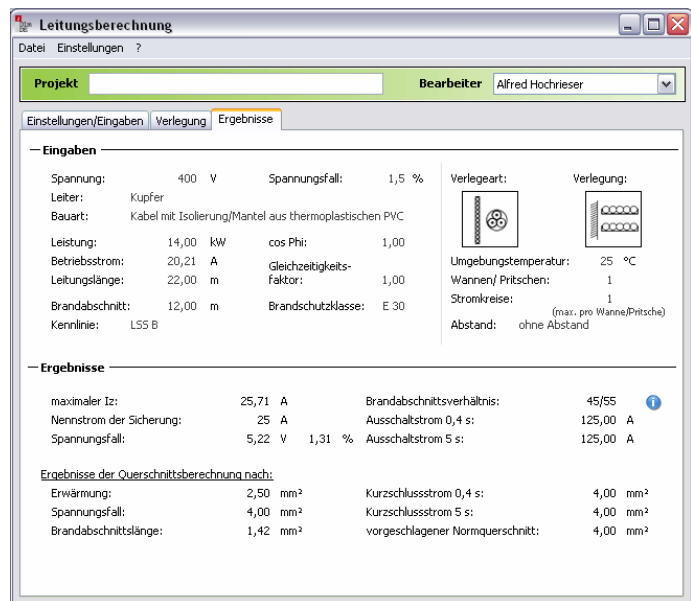 Leitungsberechnung
Datei Einstellungen ?
Projekt Bearbeiter Alfred Hochrieser
Einstellungen/Eingaben Verlegung Ergebnisse
Eingaben
Spannung: 400 V Spannungsfall: 1,5 % Verlegeart: Verlegung:
Leiter: Kupfer
Bauart: Kabel mit Isolierung/Mantel aus thermoplastischen PVC
Leistung: 14,00 kW cos Phi: 1,00
Betriebsstrom: 20,21 A Gleichzeitigkeits- Umgebungstemperatur: 25 °C
Leitungslänge: 22,00 m faktor: 1,00 Wannen/ Pritschen: 1
Brandabschnitt: 12,00 m Brandschutzklasse: E 30 Stromkreise: 1
(max. pro Wanne/Pritsche)
Kennlinie: LSS B Abstand: ohne Abstand
Ergebnisse
maximaler Iz: 25,71 A Brandabschnittsverhältnis: 45/55 i
Nennstrom der Sicherung: 25 A Ausschaltstrom 0,4 s: 125,00 A
Spannungsfall: 5,22 V 1,31 % Ausschaltstrom 5 s: 125,00 A
Ergebnisse der Querschnittsberechnung nach:
Erwärmung: 2,50 mm² Kurzschlussstrom 0,4 s: 4,00 mm²
Spannungsfall: 4,00 mm² Kurzschlussstrom 5 s: 4,00 mm²
Brandabschnittslänge: 1,42 mm² vorgeschlagener Normquerschnitt: 4,00 mm²